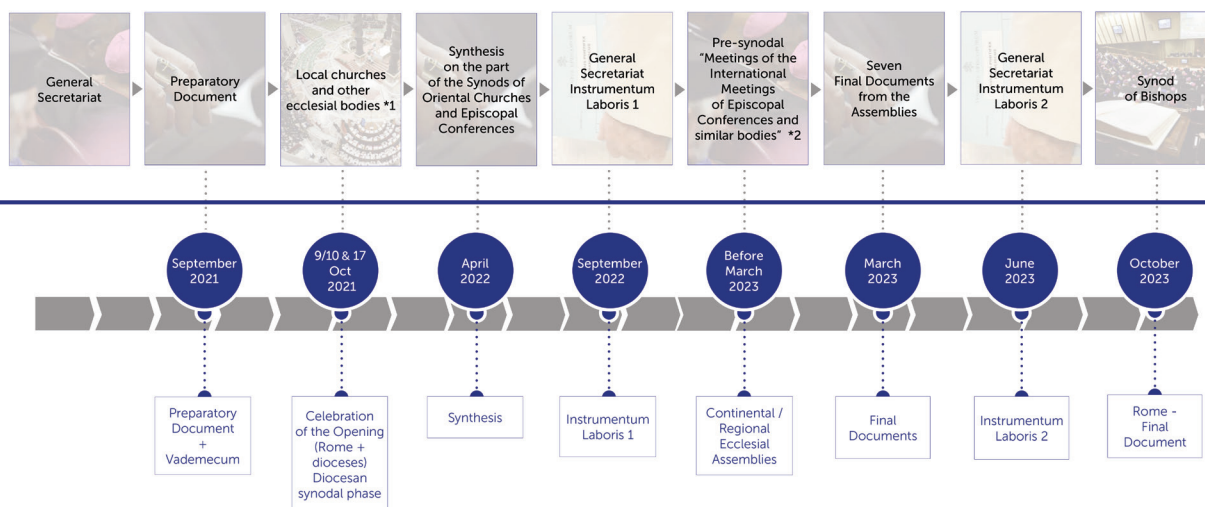 General
Secretariat
Preparatory
Document
Local churches
and other
ecclesial bodies *1
Synthesis
on the part
of the Synods of
Oriental Churches
and Episcopal
Conferences
General
Secretariat
Instrumentum
Laboris 1
Pre-synodal
“Meetings of the
International
Meetings
of Episcopal
Conferences and
similar bodies” *2
Seven
Final Documents
from the
Assemblies
General
Secretariat
Instrumentum
Laboris 2
Synod
of Bishops
September
2021
9/10 & 17
Oct
2021
April
2022
September
2022
Before
March
2023
March
2023
June
2023
October
2023
Preparatory
Document
+
Vademecum
Celebration
of the Opening
(Rome +
dioceses)
Diocesan
synodal phase
Synthesis
Instrumentum
Laboris 1
Continental /
Regional
Ecclesial
Assemblies
Final
Documents
Instrumentum
Laboris 2
Rome -
Final
Document